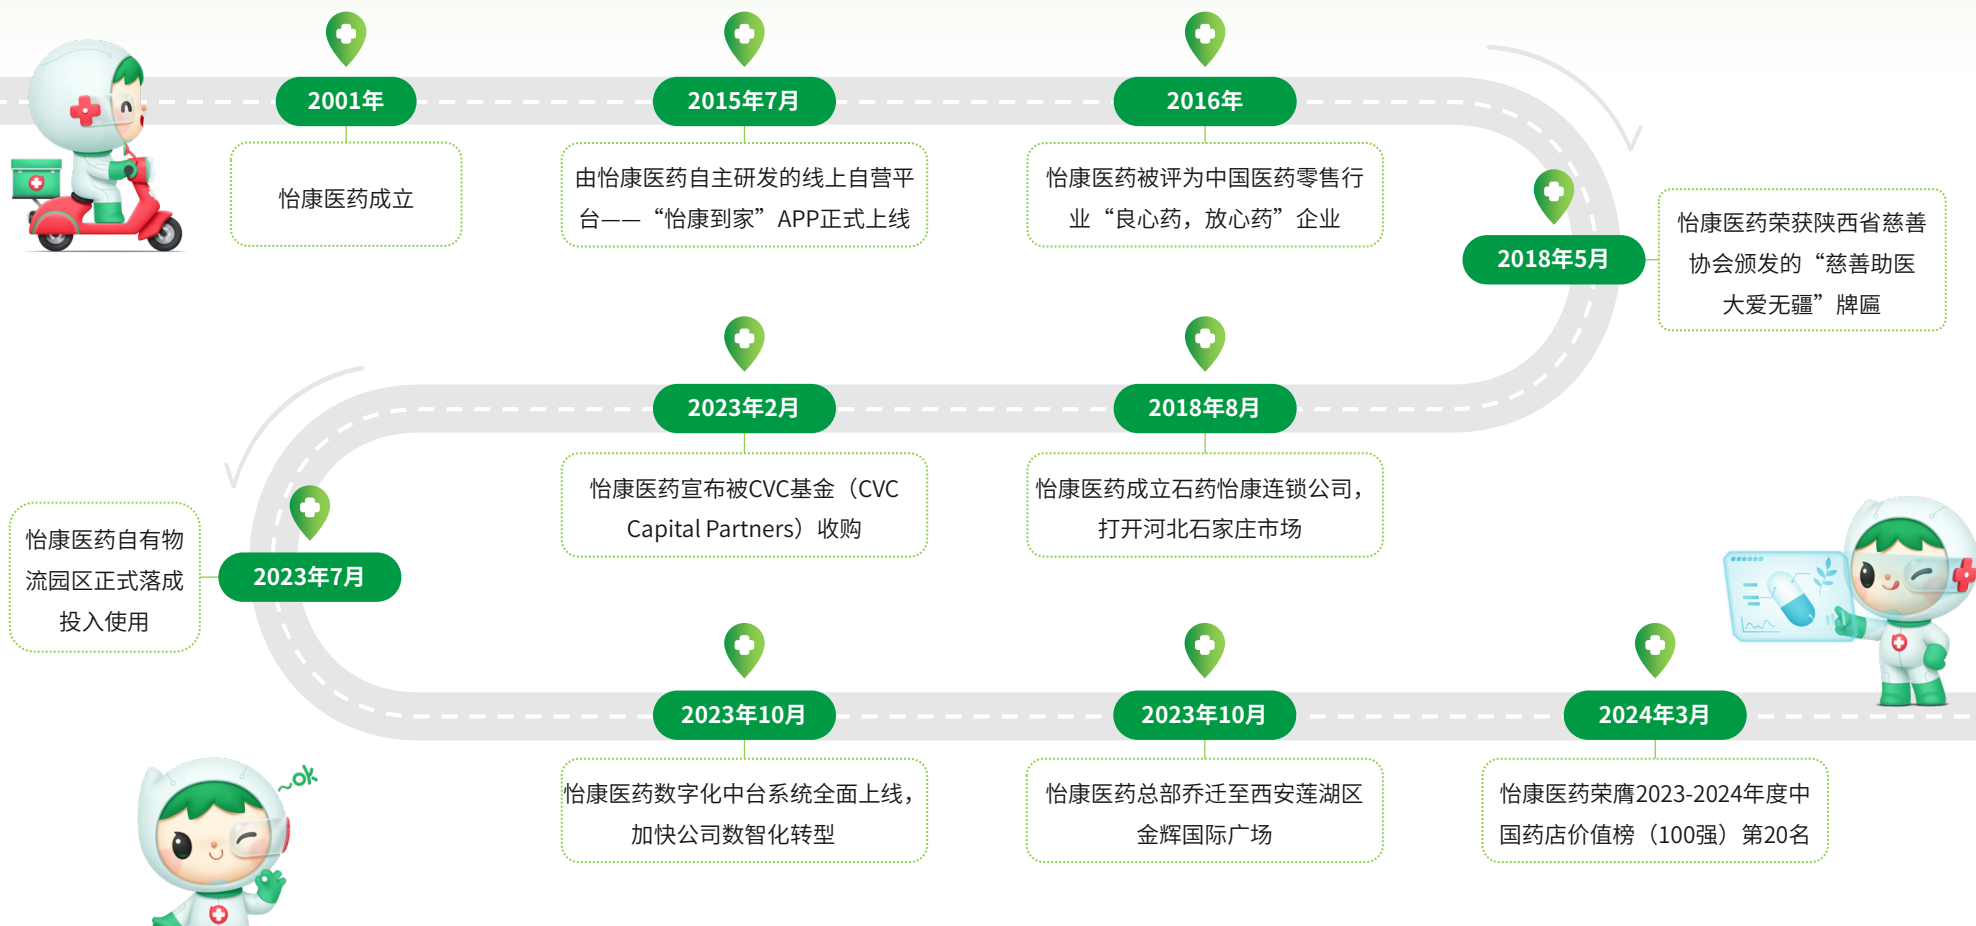 2001年
怡康医药成立
2015年7月
由怡康医药自主研发的线上自营平
台——“怡康到家”APP正式上线
2016年
怡康医药被评为中国医药零售行
业“良心药，放心药”企业
2018年5月
怡康医药荣获陕西省慈善
协会颁发的“慈善助医
大爱无疆”牌匾
2018年8月
怡康医药成立石药怡康连锁公司，
打开河北石家庄市场
2023年2月
怡康医药宣布被CVC基金（CVC
Capital Partners）收购
2023年7月
怡康医药自有物
流园区正式落成
投入使用
2023年10月
怡康医药数字化中台系统全面上线，
加快公司数智化转型
2023年10月
怡康医药总部乔迁至西安莲湖区
金辉国际广场
2024年3月
怡康医药荣膺2023-2024年度中
国药店价值榜（100强）第20名
~ok